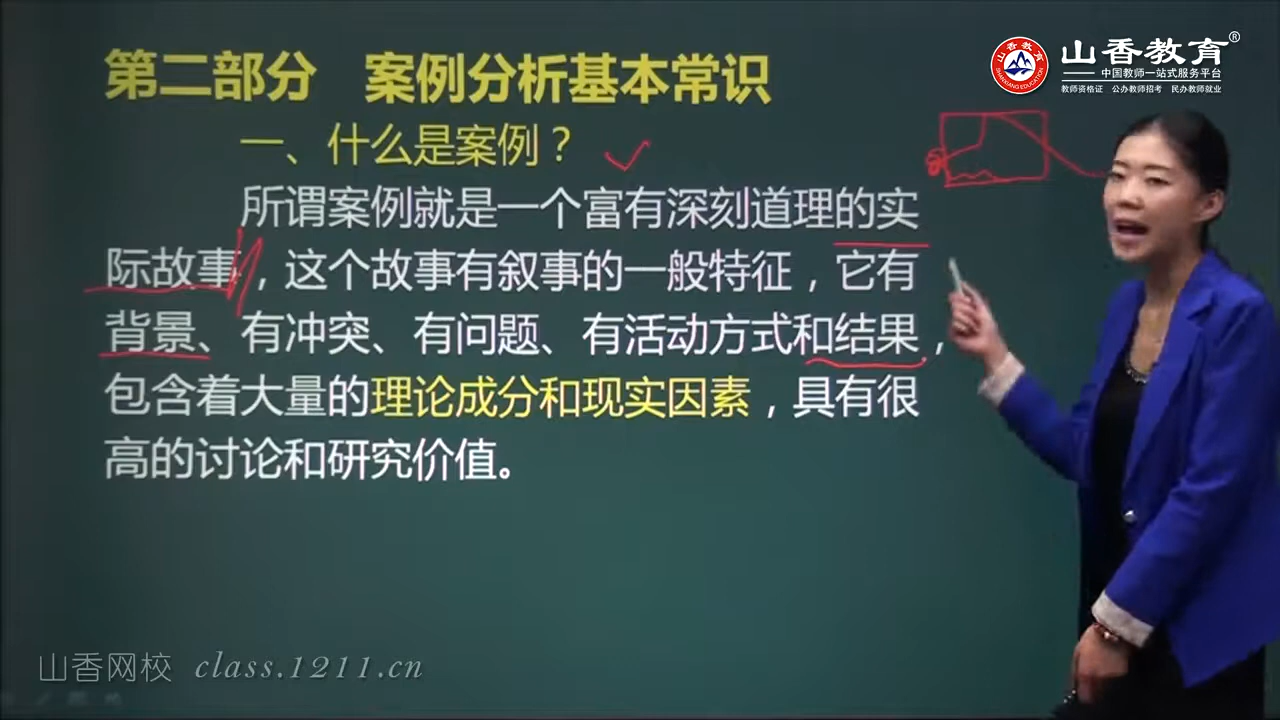 第二部分 案例分析基本常识
一、什么是案例？
所谓案例就是一个富有深刻道理的实
际故事，这个故事有叙事的一般特征，它有
背景、有冲突、有问题、有活动方式和结果，
包含着大量的理论成分和现实因素，具有很
高的讨论和研究价值。
山香教育
SHANXIANG EDUCATION
山香教育®
中国教师一站式服务平台
教师资格证 公办教师招考 民办教师就业
山香网校 class.1211.cn